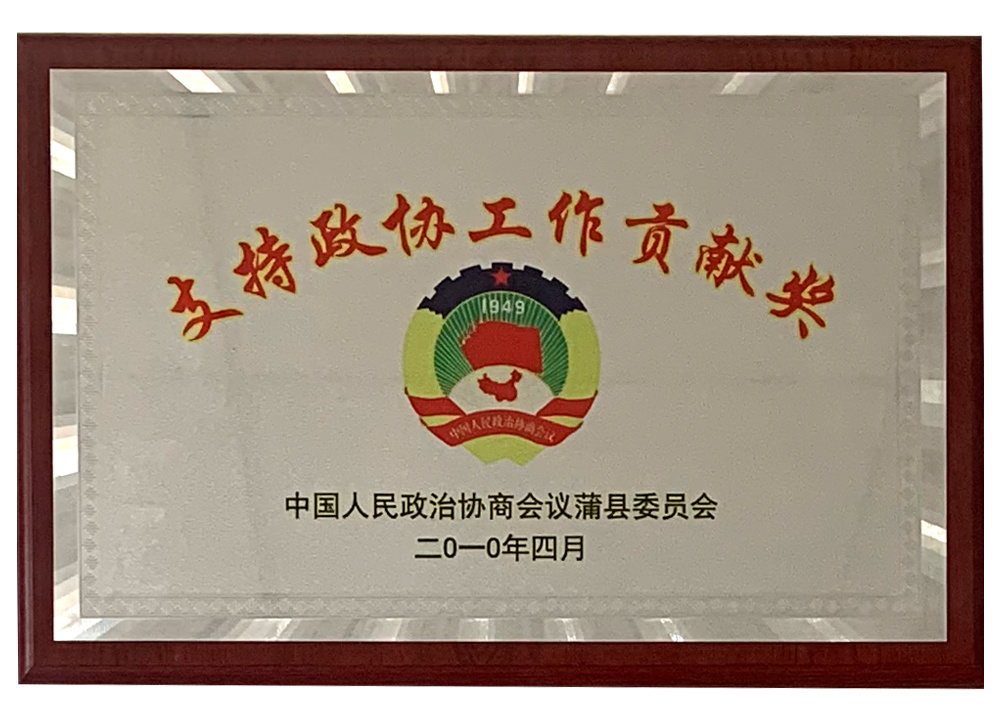 支持政协工作贡献奖
1949
中国人民政治协商会议
中国人民政治协商会议蒲县委员会
二0一0年四月